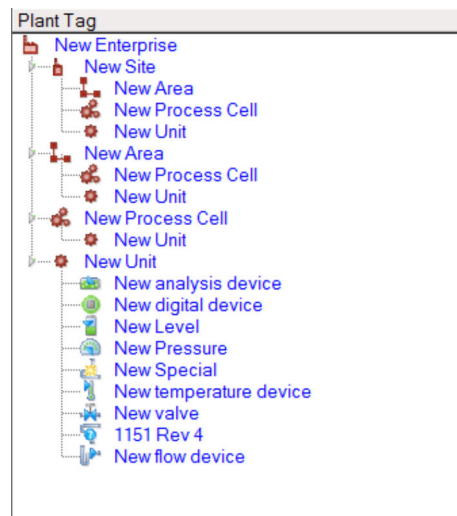 Plant Tag
New Enterprise
New Site
New Area
New Process Cell
New Unit
New Area
New Process Cell
New Unit
New Process Cell
New Unit
New Unit
New analysis device
New digital device
New Level
New Pressure
New Special
New temperature device
New valve
1151 Rev 4
New flow device